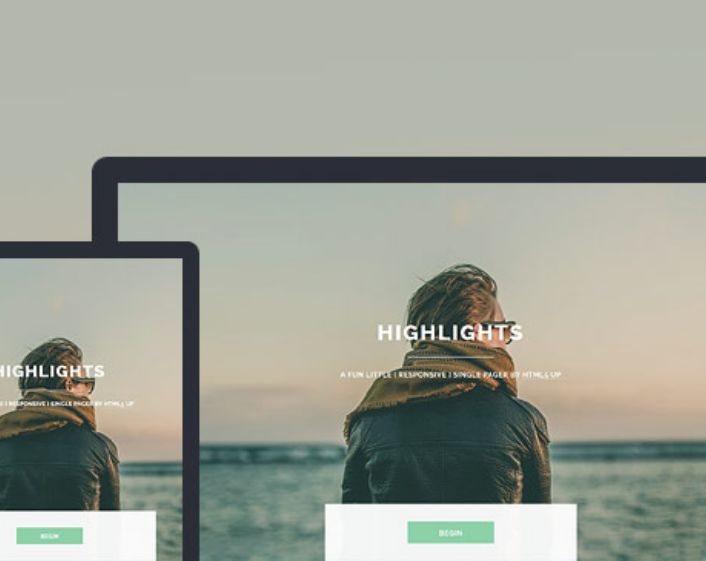 HIGHLIGHTS
A FUN LITTLE | RESPONSIVE | SINGLE PAGER BY HTML5 UP
BEGIN
HIGHLIGHTS
| RESPONSIVE | SINGLE PAGER BY HTML5 UP
BEGIN